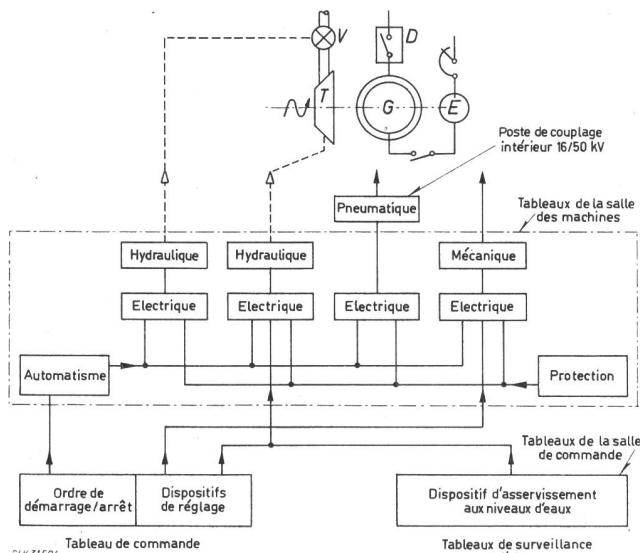 V
D
T
G
E
Poste de couplage
intérieur 16/50 kV
Pneumatique
Tableaux de la salle
des machines
Hydraulique
Hydraulique
Mécanique
Electrique
Electrique
Electrique
Electrique
Automatisme
Protection
Tableaux de la salle
de commande
Ordre de
démarrage/arrêt
Dispositifs
de réglage
Dispositif d'asservissement
aux niveaux d'eaux
Tableau de commande
Tableaux de surveillance